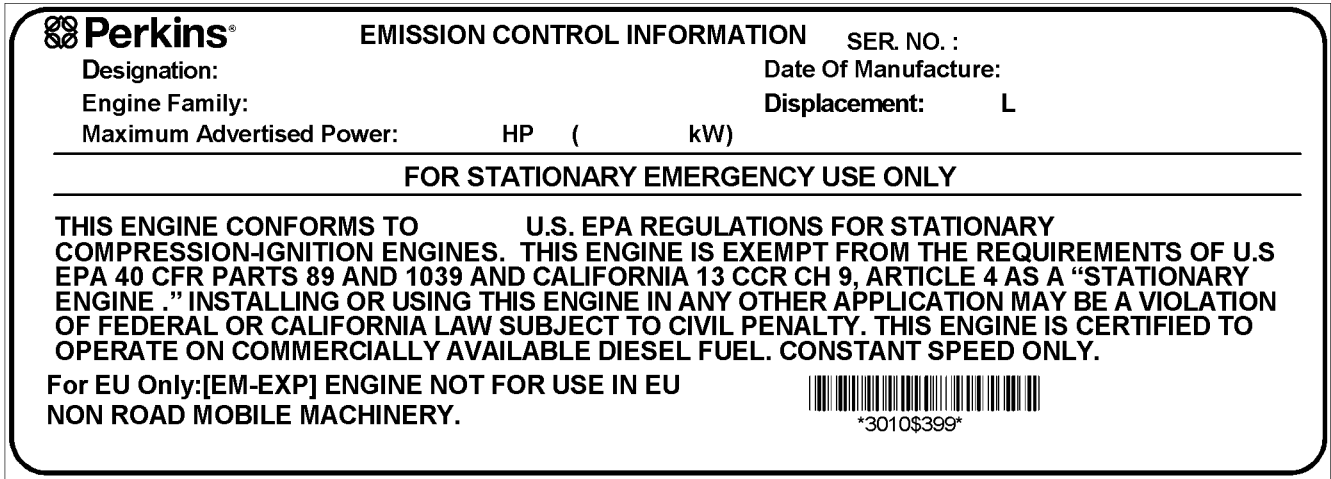 Perkins® EMISSION CONTROL INFORMATION SER. NO. :
Designation: Date Of Manufacture:
Engine Family: Displacement: L
Maximum Advertised Power: HP ( kW)
FOR STATIONARY EMERGENCY USE ONLY
THIS ENGINE CONFORMS TO U.S. EPA REGULATIONS FOR STATIONARY
COMPRESSION-IGNITION ENGINES. THIS ENGINE IS EXEMPT FROM THE REQUIREMENTS OF U.S
EPA 40 CFR PARTS 89 AND 1039 AND CALIFORNIA 13 CCR CH 9, ARTICLE 4 AS A “STATIONARY
ENGINE .” INSTALLING OR USING THIS ENGINE IN ANY OTHER APPLICATION MAY BE A VIOLATION
OF FEDERAL OR CALIFORNIA LAW SUBJECT TO CIVIL PENALTY. THIS ENGINE IS CERTIFIED TO
OPERATE ON COMMERCIALLY AVAILABLE DIESEL FUEL. CONSTANT SPEED ONLY.
For EU Only:[EM-EXP] ENGINE NOT FOR USE IN EU
NON ROAD MOBILE MACHINERY.
*3010$399*